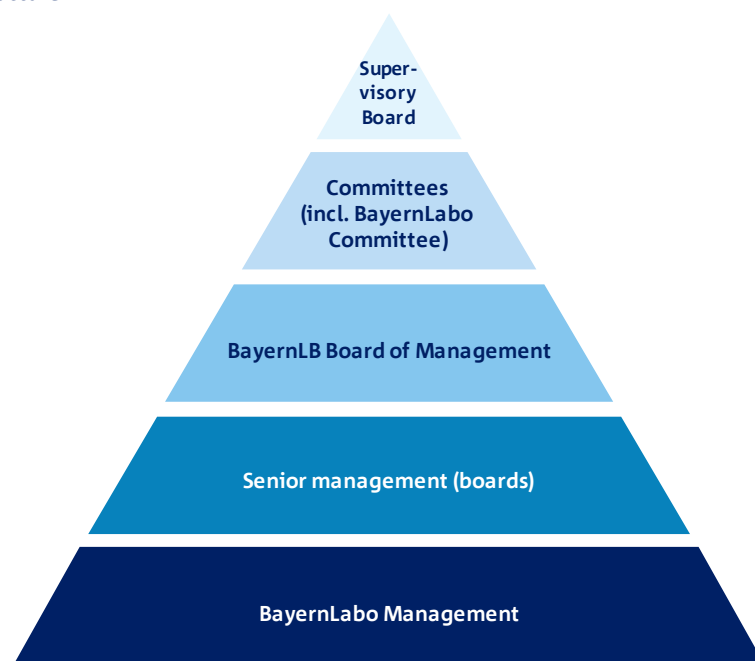 Super-
visory
Board
Committees
(incl. BayernLabo
Committee)
BayernLB Board of Management
Senior management (boards)
BayernLabo Management